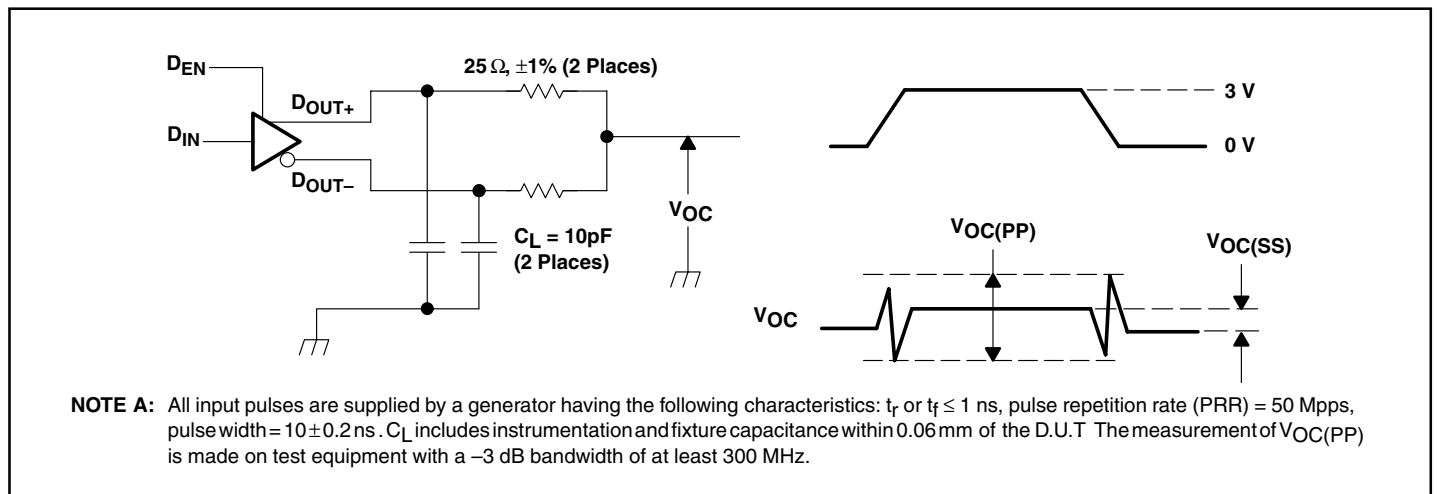 DEN
DIN
DOUT+
DOUT–
25 Ω, ±1% (2 Places)
CL = 10pF
(2 Places)
VOC
3 V
0 V
VOC(PP)
VOC(SS)
VOC
NOTE A: All input pulses are supplied by a generator having the following characteristics: tr or tf ≤ 1 ns, pulse repetition rate (PRR) = 50 Mpps,
pulse width = 10 ± 0.2 ns . CL includes instrumentation and fixture capacitance within 0.06 mm of the D.U.T The measurement of VOC(PP)
is made on test equipment with a –3 dB bandwidth of at least 300 MHz.